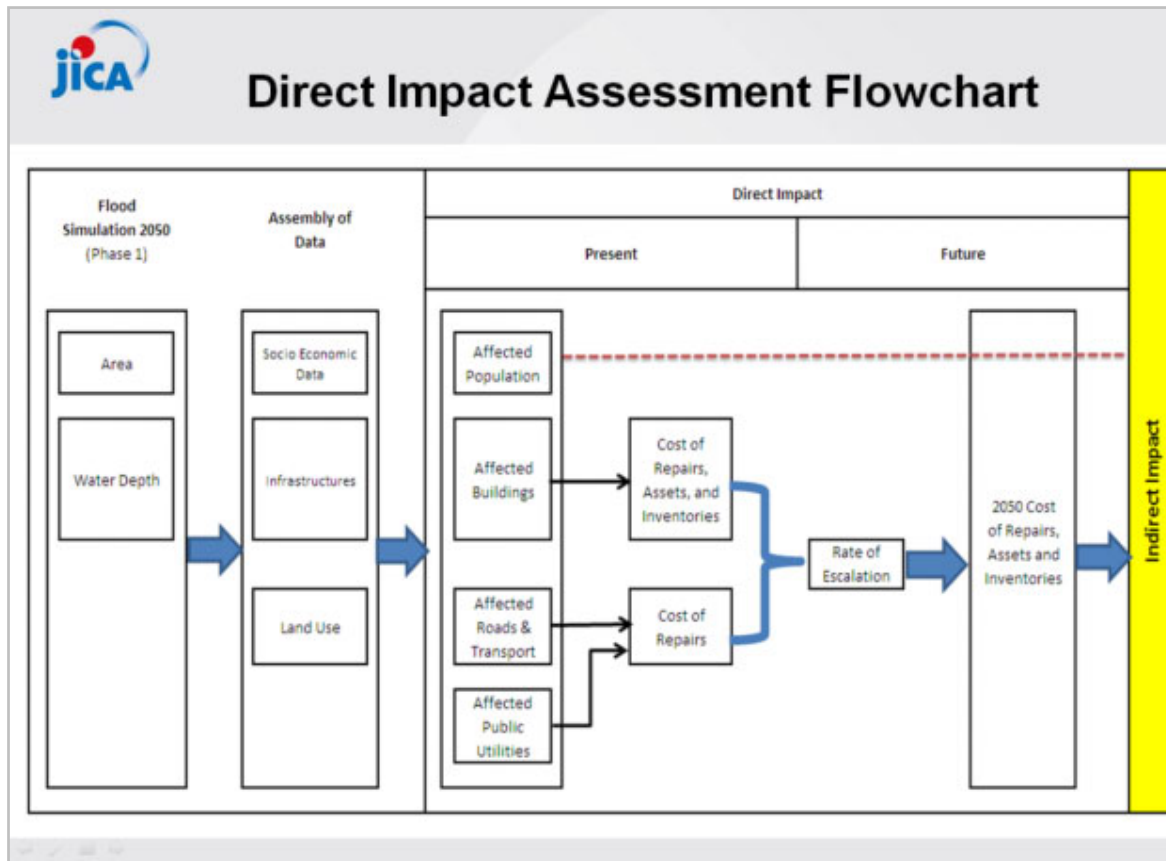 jICA
Direct Impact Assessment Flowchart
Flood
Simulation 2050
(Phase 1)
Assembly of
Data
Direct Impact
Present
Future
Area
Water Depth
Socio Economic
Data
Infrastructures
Land Use
Affected
Population
Affected
Buildings
Affected
Roads &
Transport
Affected
Public
Utilities
Cost of
Repairs,
Assets, and
Inventories
Cost of
Repairs
Rate of
Escalation
2050 Cost
of Repairs,
Assets and
Inventories
Indirect Impact